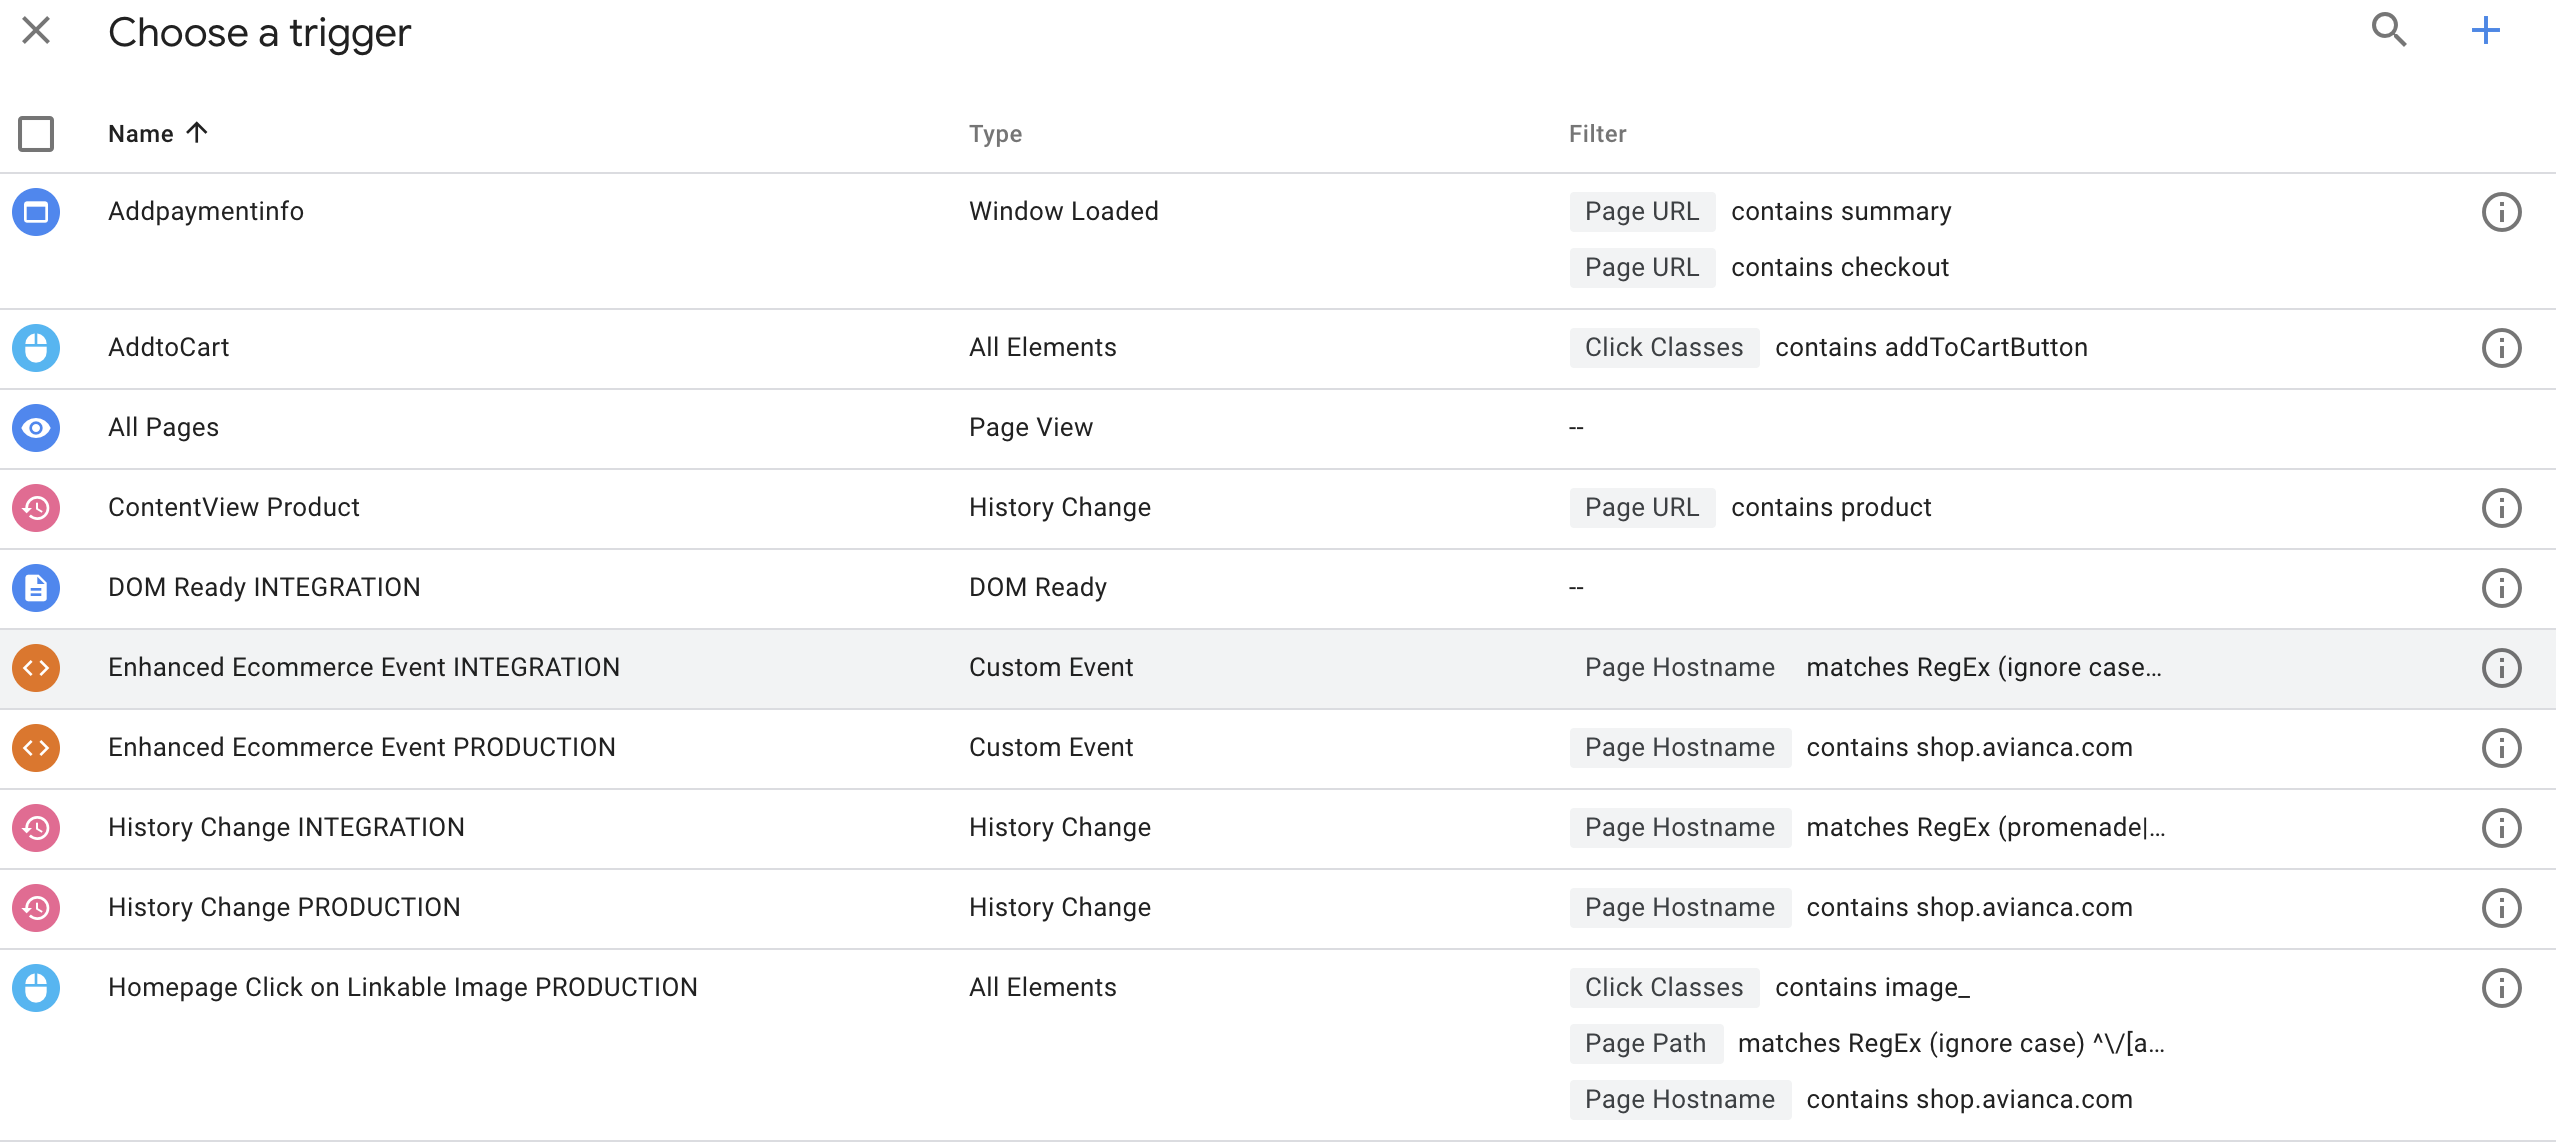 Choose a trigger
Name Type Filter
Addpaymentinfo Window Loaded Page URL contains summary
Page URL contains checkout
AddtoCart All Elements Click Classes contains addToCartButton
All Pages Page View --
ContentView Product History Change Page URL contains product
DOM Ready INTEGRATION DOM Ready --
Enhanced Ecommerce Event INTEGRATION Custom Event Page Hostname matches RegEx (ignore case...
Enhanced Ecommerce Event PRODUCTION Custom Event Page Hostname contains shop.avianca.com
History Change INTEGRATION History Change Page Hostname matches RegEx (promenade|...
History Change PRODUCTION History Change Page Hostname contains shop.avianca.com
Homepage Click on Linkable Image PRODUCTION All Elements Click Classes contains image_
Page Path matches RegEx (ignore case) ^\/[a...
Page Hostname contains shop.avianca.com